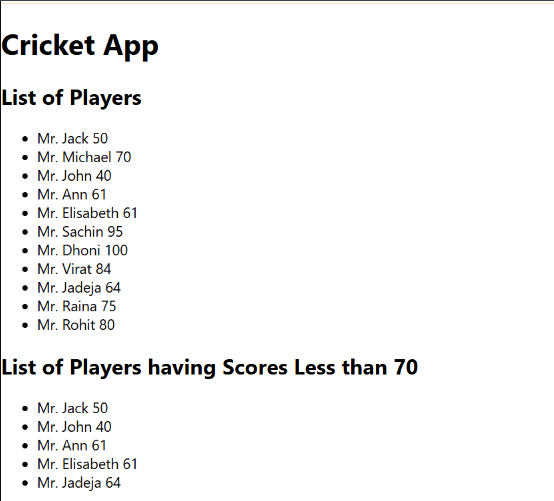 Cricket App
List of Players
• Mr. Jack 50
• Mr. Michael 70
• Mr. John 40
• Mr. Ann 61
• Mr. Elisabeth 61
• Mr. Sachin 95
• Mr. Dhoni 100
• Mr. Virat 84
• Mr. Jadeja 64
• Mr. Raina 75
• Mr. Rohit 80
List of Players having Scores Less than 70
• Mr. Jack 50
• Mr. John 40
• Mr. Ann 61
• Mr. Elisabeth 61
• Mr. Jadeja 64